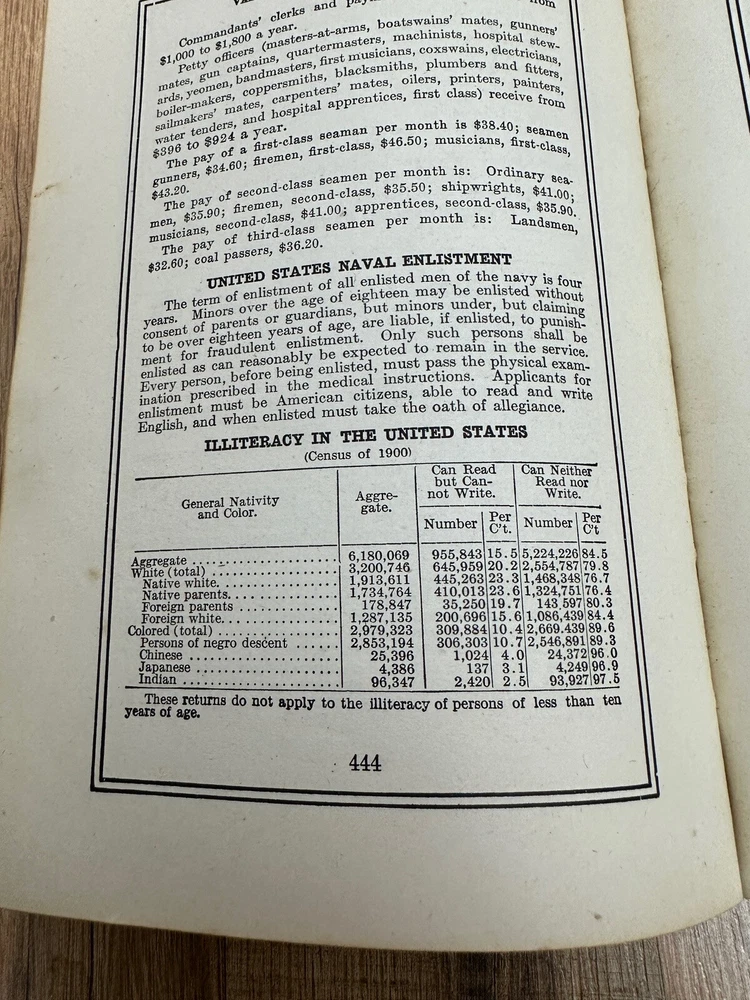 Commandants' clerks and
$1,000 to $1,800 a year.
Petty officers (masters-at-arms, boatswains' mates, gunners'
mates, gun captains, quartermasters, machinists, hospital stew-
ards, yeomen, bandmasters, first musicians, coxswains, electricians,
boiler-makers, coppersmiths, blacksmiths, plumbers and fitters,
sailmakers' mates, carpenters' mates, oilers, printers, painters,
water tenders, and hospital apprentices, first class) receive from
$396 to $924 a year.
The pay of a first-class seaman per month is $38.40; seamen
gunners, $34.60; firemen, first-class, $46.50; musicians, first-class,
$43.20.
The pay of second-class seamen per month is: Ordinary sea-
men, $35.90; firemen, second-class, $35.50; shipwrights, $41.00;
musicians, second-class, $41.00; apprentices, second-class, $35.90.
The pay of third-class seamen per month is: Landsmen,
$32.60; coal passers, $36.20.
UNITED STATES NAVAL ENLISTMENT
The term of enlistment of all enlisted men of the navy is four
years. Minors over the age of eighteen may be enlisted without
consent of parents or guardians, but minors under, but claiming
to be over eighteen years of age, are liable, if enlisted, to punish-
ment for fraudulent enlistment. Only such persons shall be
enlisted as can reasonably be expected to remain in the service.
Every person, before being enlisted, must pass the physical exam-
ination prescribed in the medical instructions. Applicants for
enlistment must be American citizens, able to read and write
English, and when enlisted must take the oath of allegiance.
ILLITERACY IN THE UNITED STATES
(Census of 1900)
General Nativity and Color. Aggre-gate. Can Read but Can-not Write. Can Neither Read nor Write.
Number Per C't. Number Per C't
Aggregate 6,180,069 955,843 15.5 5,224,226 84.5
White (total) 3,200,746 645,959 20.2 2,554,787 79.8
Native white. 1,913,611 445,263 23.3 1,468,348 76.7
Native parents. 1,734,764 410,013 23.6 1,324,751 76.4
Foreign parents 178,847 35,250 19.7 143,597 80.3
Foreign white. 1,287,135 200,696 15.6 1,086,439 84.4
Colored (total) 2,979,323 309,884 10.4 2,669.439 89.6
Persons of negro descent 2,853,194 306,303 10.7 2,546,891 89.3
Chinese 25,396 1,024 4.0 24,372 96.0
Japanese 4,386 137 3.1 4,249 96.9
Indian 96,347 2,420 2.5 93,927 97.5
These returns do not apply to the illiteracy of persons of less than ten
years of age.
444